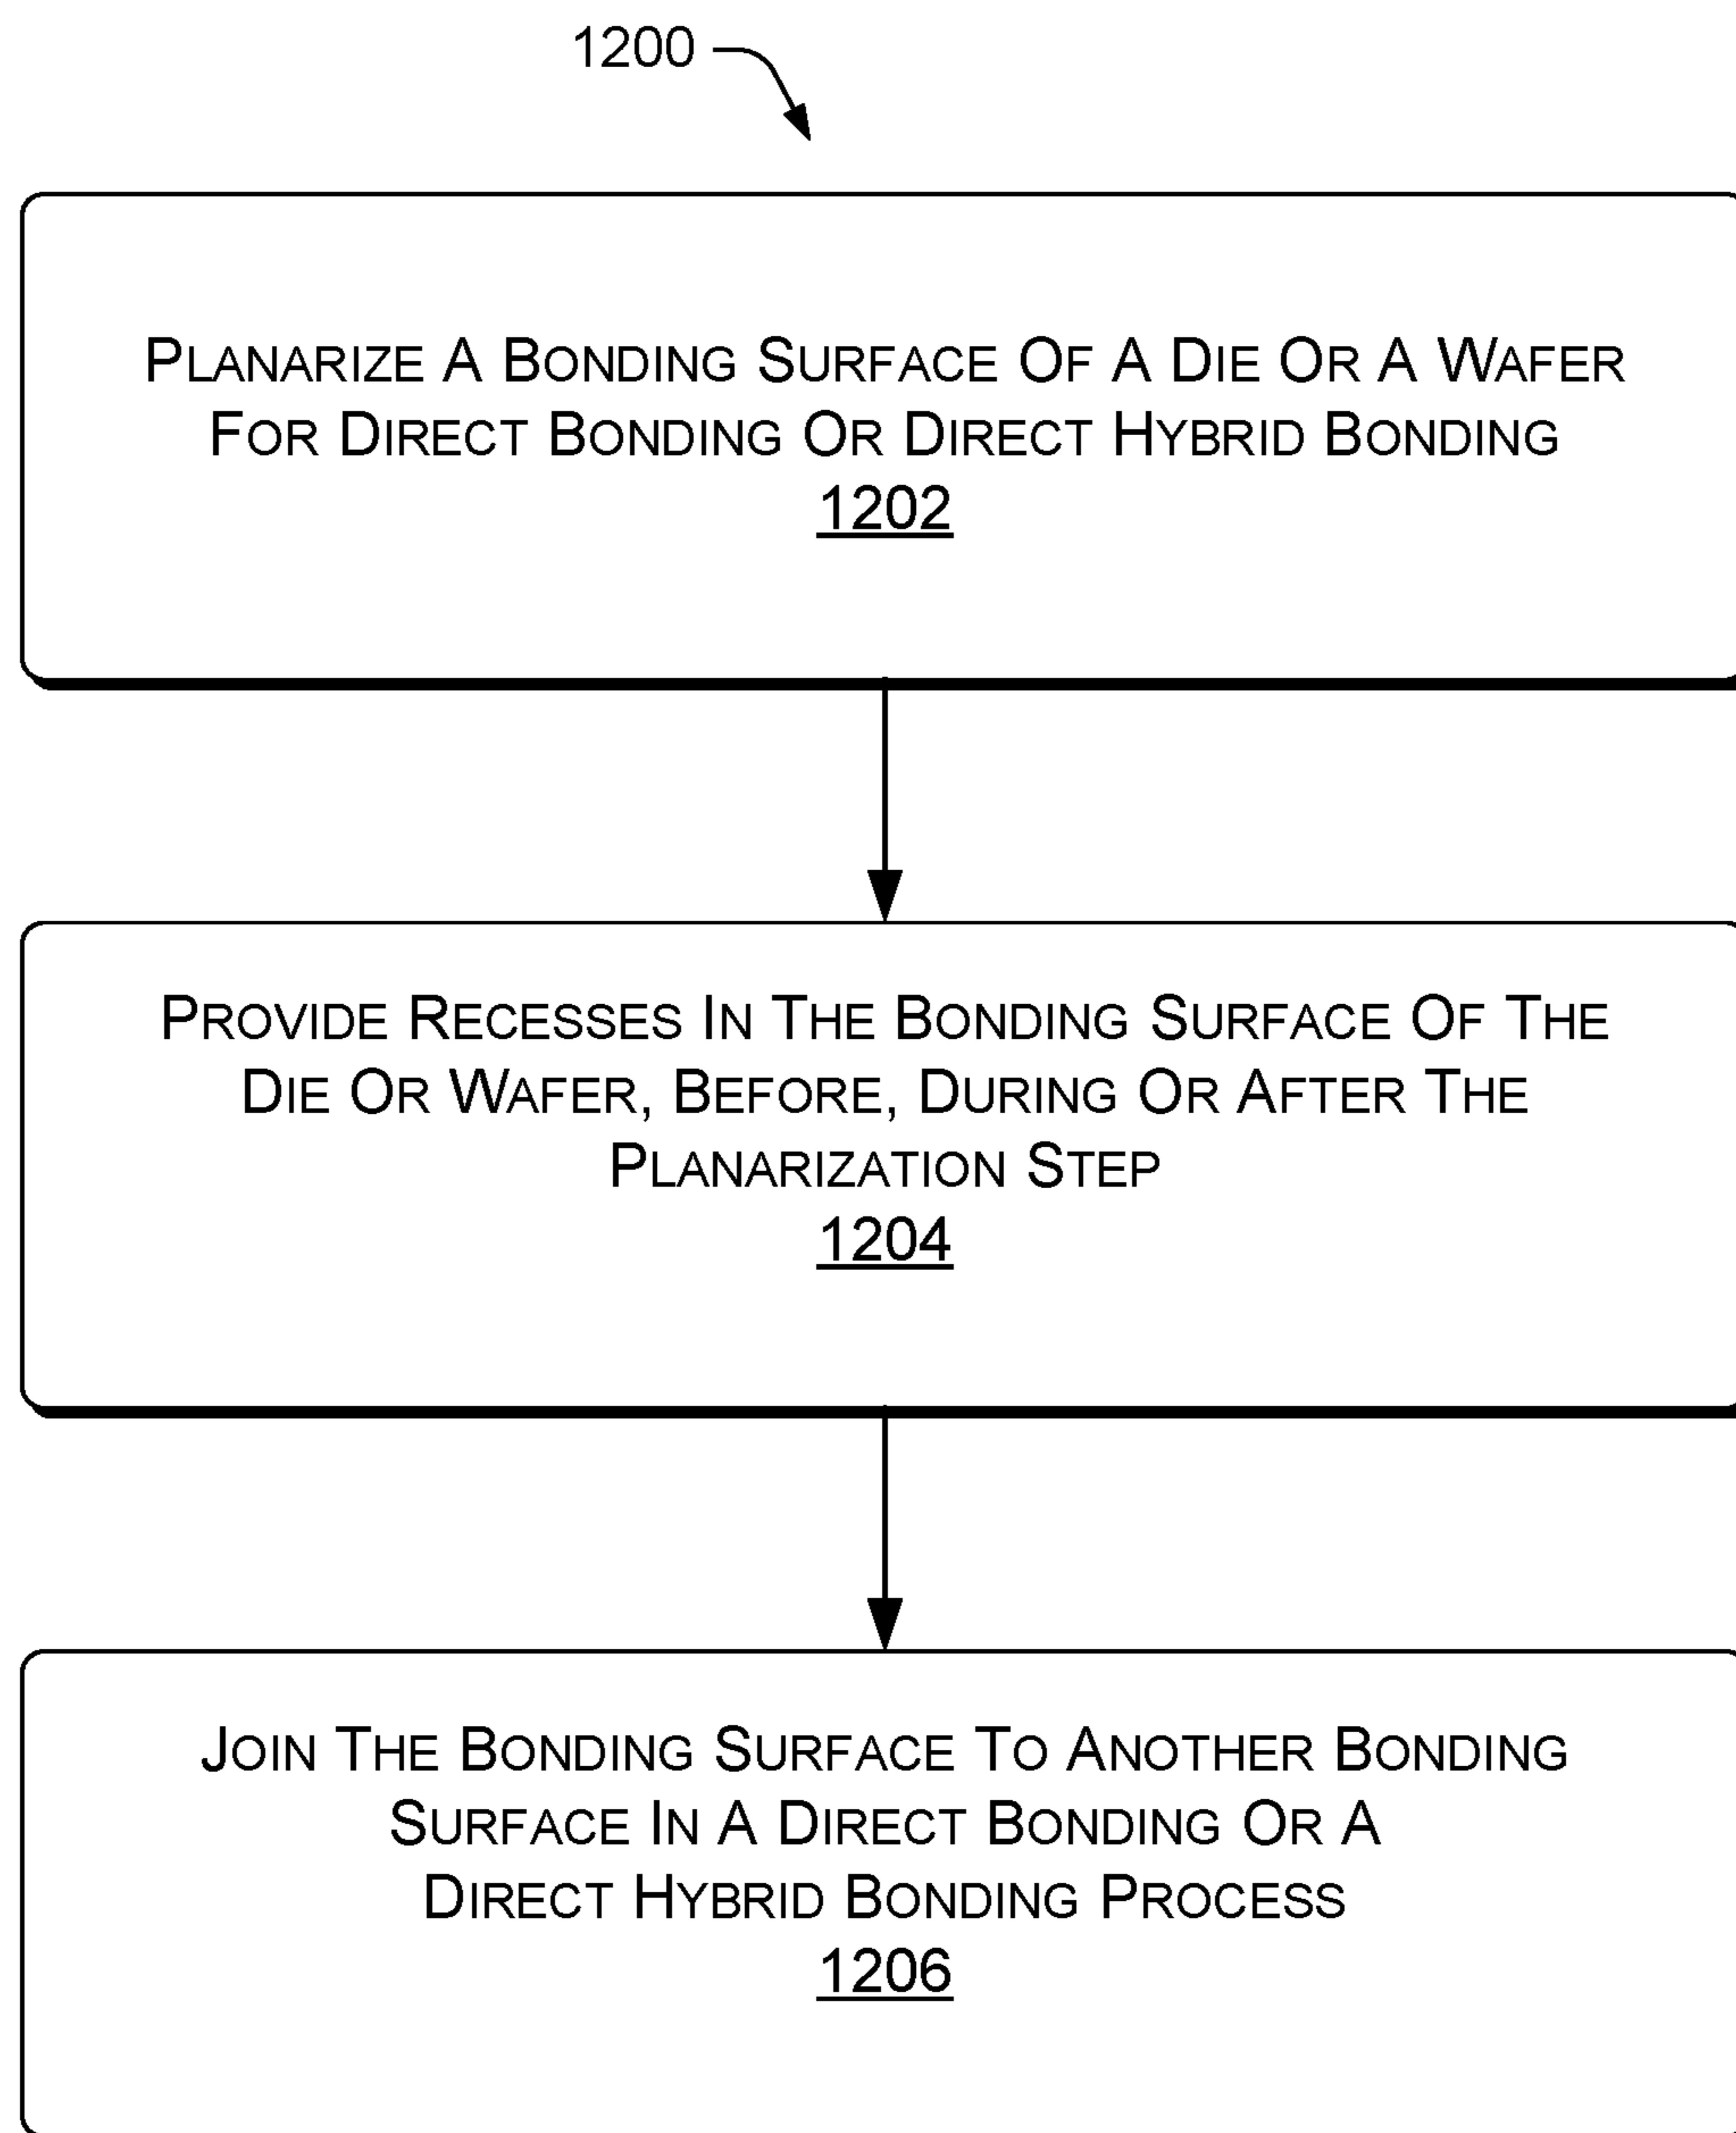 1200
PLANARIZE A BONDING SURFACE OF A DIE OR A WAFER
FOR DIRECT BONDING OR DIRECT HYBRID BONDING
1202
PROVIDE RECESSES IN THE BONDING SURFACE OF THE
DIE OR WAFER, BEFORE, DURING OR AFTER THE
PLANARIZATION STEP
1204
JOIN THE BONDING SURFACE TO ANOTHER BONDING
SURFACE IN A DIRECT BONDING OR A
DIRECT HYBRID BONDING PROCESS
1206